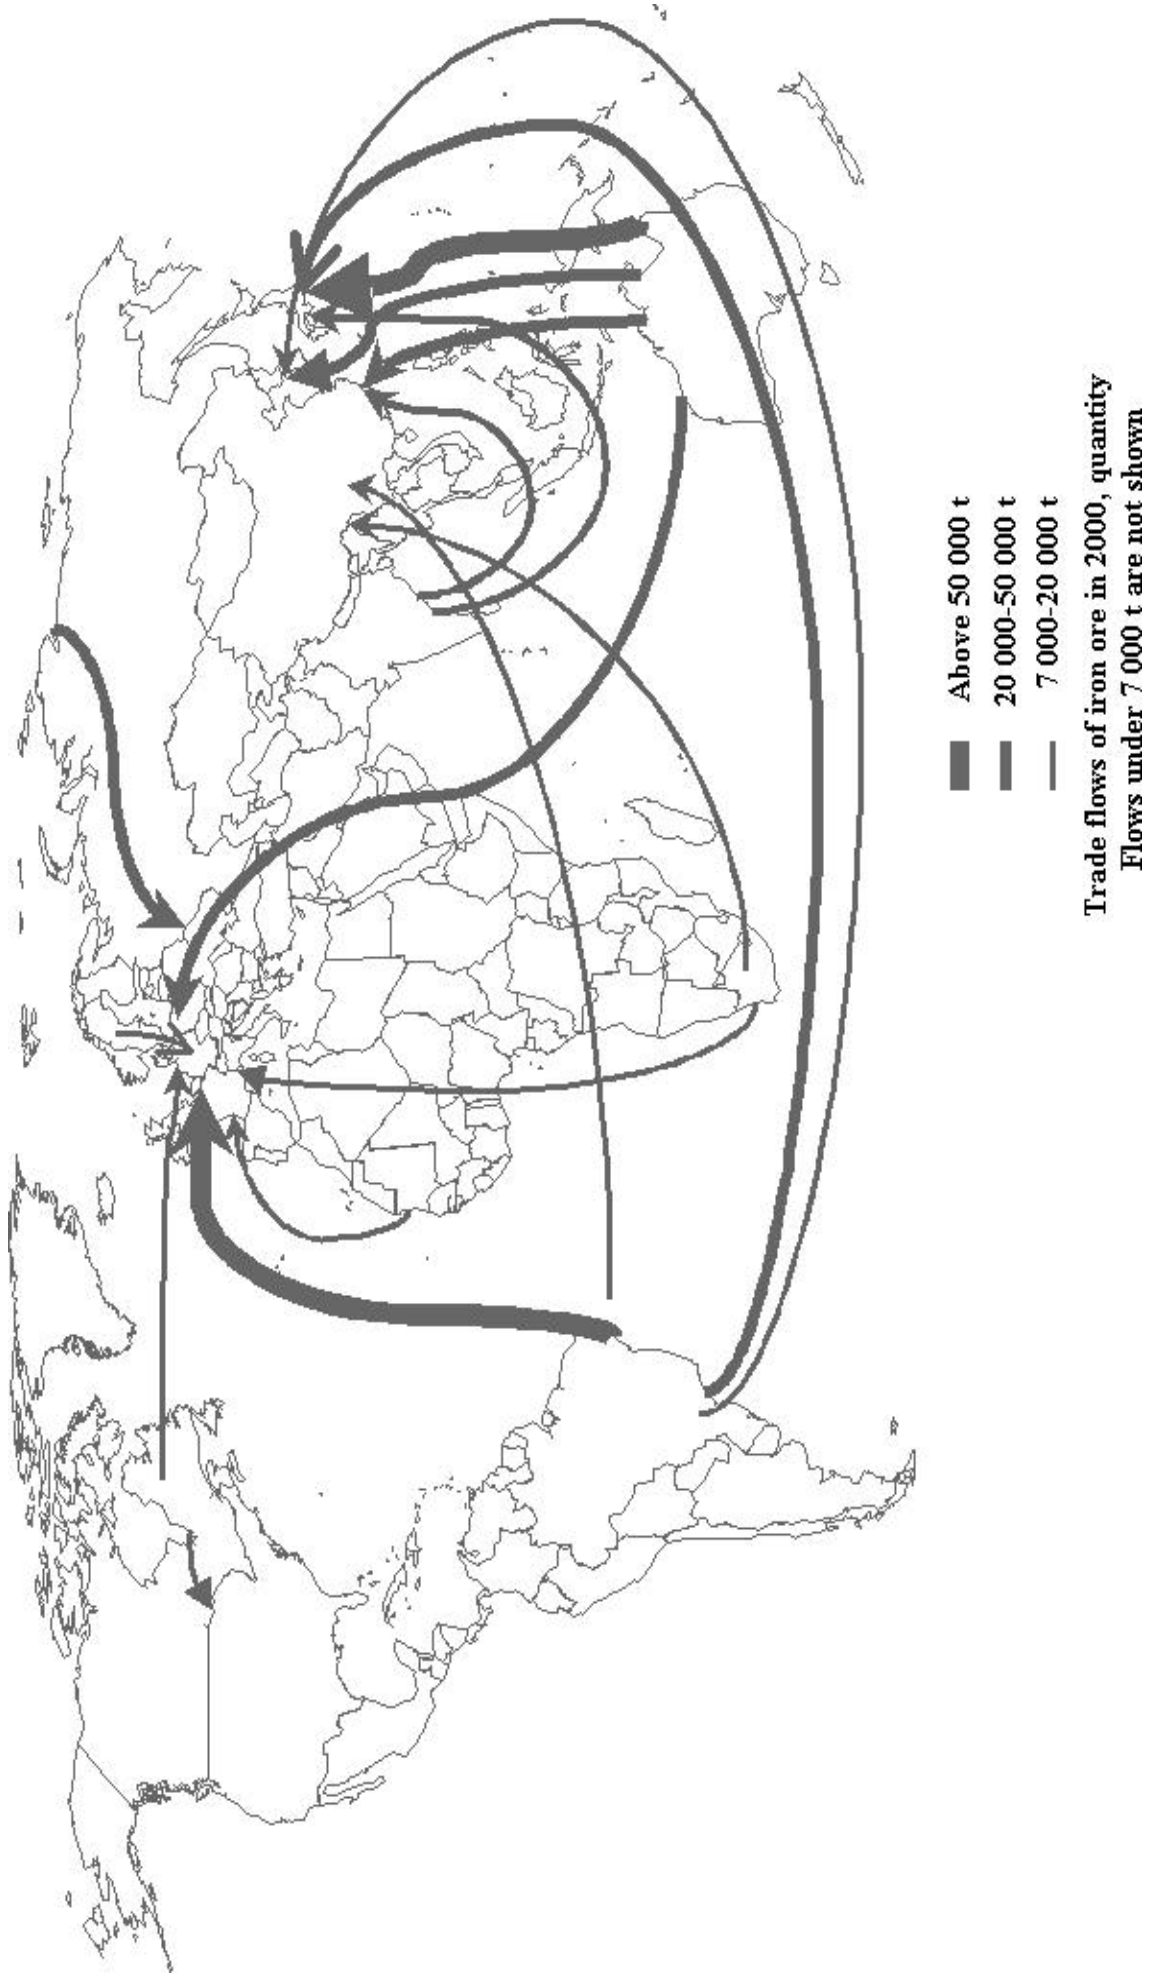 Above 50 000 t
20 000-50 000 t
7 000-20 000 t
Trade flows of iron ore in 2000, quantity
Flows under 7 000 t are not shown